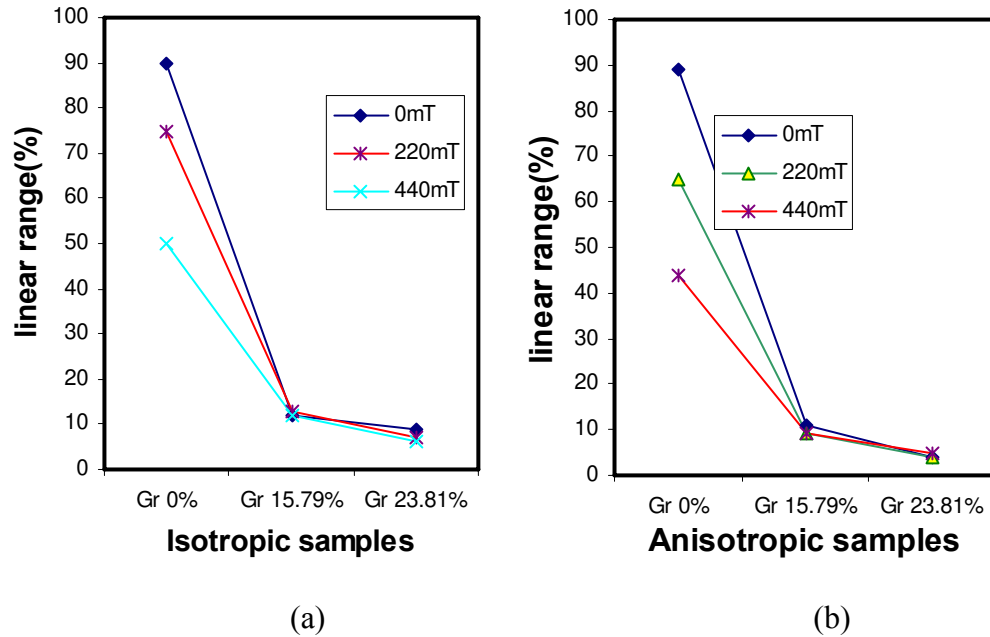 100
90
80
70
60
50
40
30
20
10
0
linear range(%)
0mT
220mT
440mT
Gr 0% Gr 15.79% Gr 23.81%
Isotropic samples
(a)
100
90
80
70
60
50
40
30
20
10
0
linear range(%)
0mT
220mT
440mT
Gr 0% Gr 15.79% Gr 23.81%
Anisotropic samples
(b)